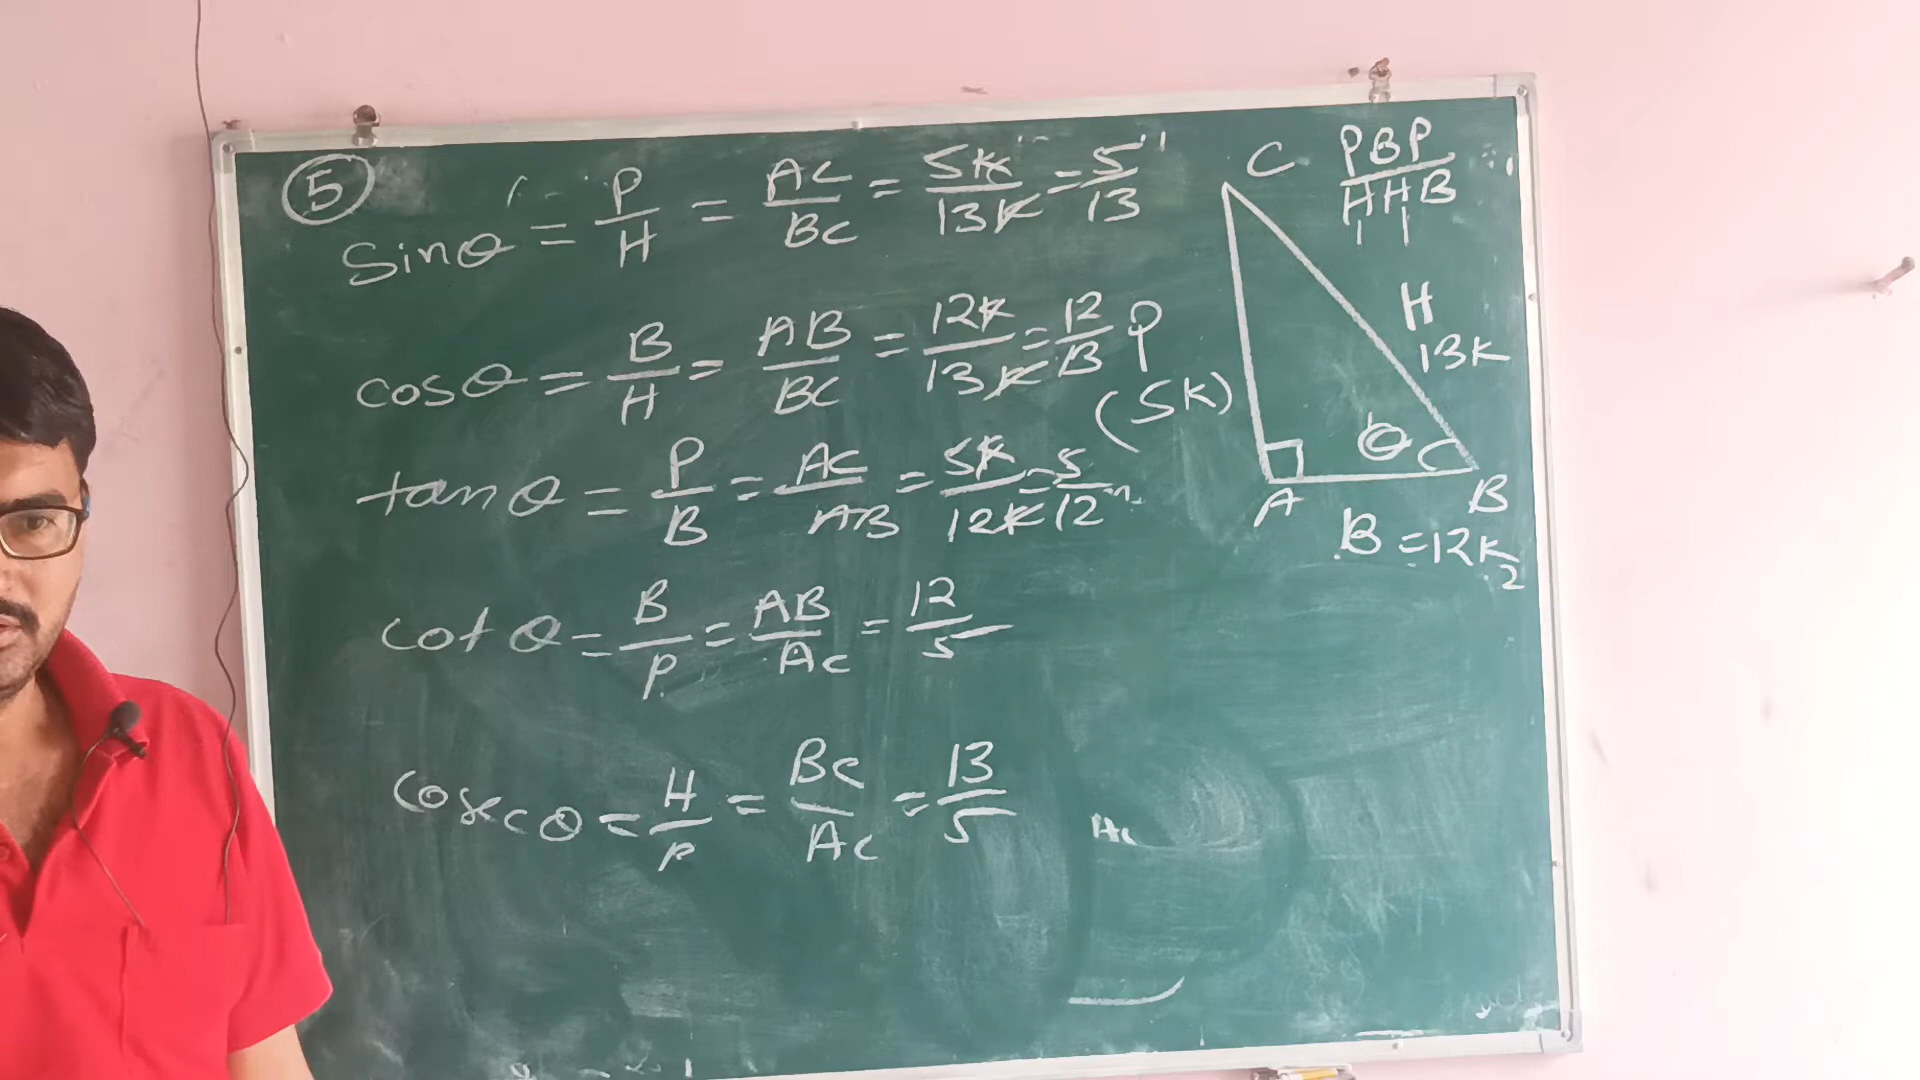 5
Sinθ = P/H = AC/BC = 5k/13k = 5/13
cosθ = B/H = AB/BC = 12k/13k = 12/13
tanθ = P/B = AC/AB = 5k/12k = 5/12
cotθ = B/P = AB/AC = 12/5
cosecθ = H/P = BC/AC = 13/5
C
PBP
HHB
H
13k
P
(5k)
θ
A
B
B = 12k